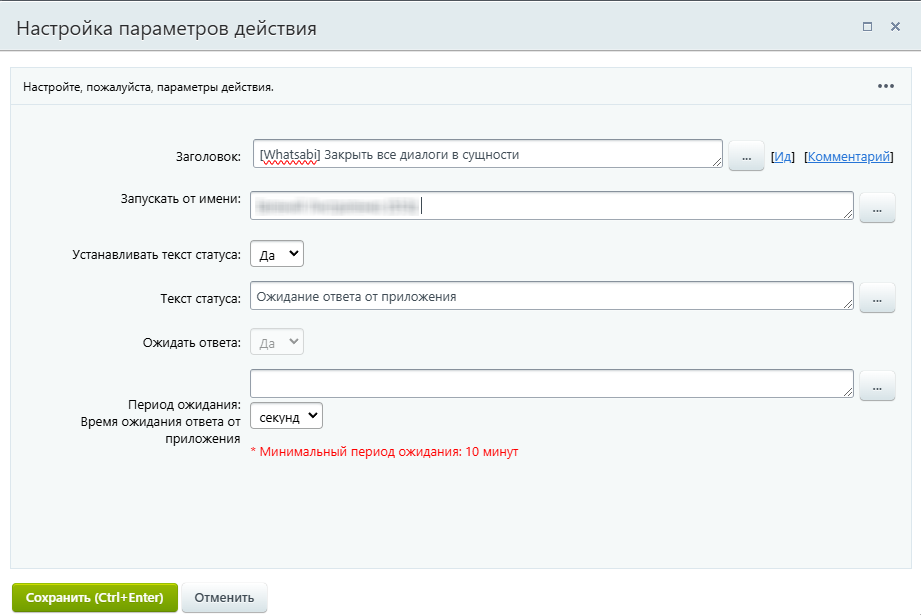 Настройка параметров действия
Настройте, пожалуйста, параметры действия.
Заголовок: [Whatsabi] Закрыть все диалоги в сущности ... [Ид] [Комментарий]
Запускать от имени: ...
Устанавливать текст статуса: Да
Текст статуса: Ожидание ответа от приложения ...
Ожидать ответа: Да
...
Период ожидания:
Время ожидания ответа от
приложения
секунд
* Минимальный период ожидания: 10 минут
Сохранить (Ctrl+Enter) Отменить